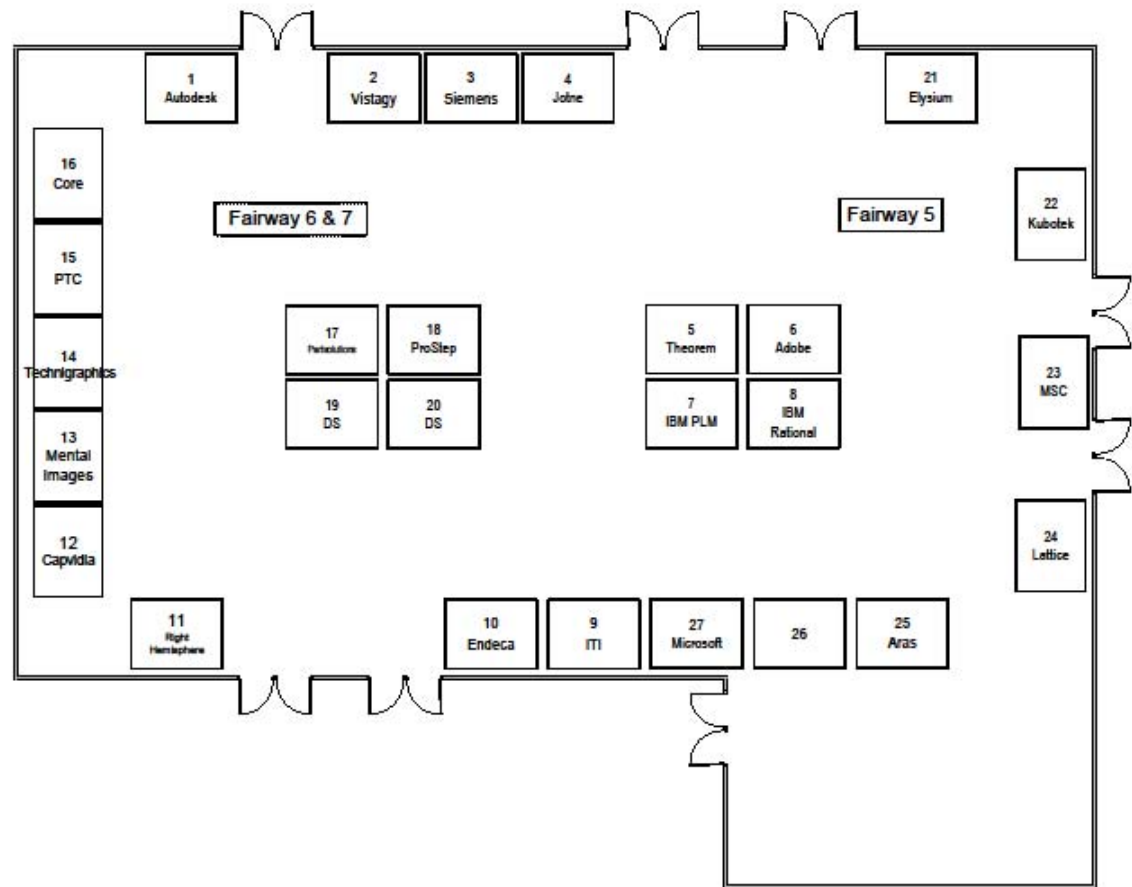 1
Autodesk
2
Vistagy
3
Siemens
4
Jotne
21
Elysium
16
Core
Fairway 6 & 7
Fairway 5
22
Kubotek
15
PTC
17
Partsolutions
18
ProStep
5
Theorem
6
Adobe
14
Technigraphics
23
MSC
19
DS
20
DS
7
IBM PLM
8
IBM
Rational
13
Mental
Images
12
Capvidia
24
Lattice
11
Right
Hemisphere
10
Endeca
9
ITI
27
Microsoft
26
25
Aras